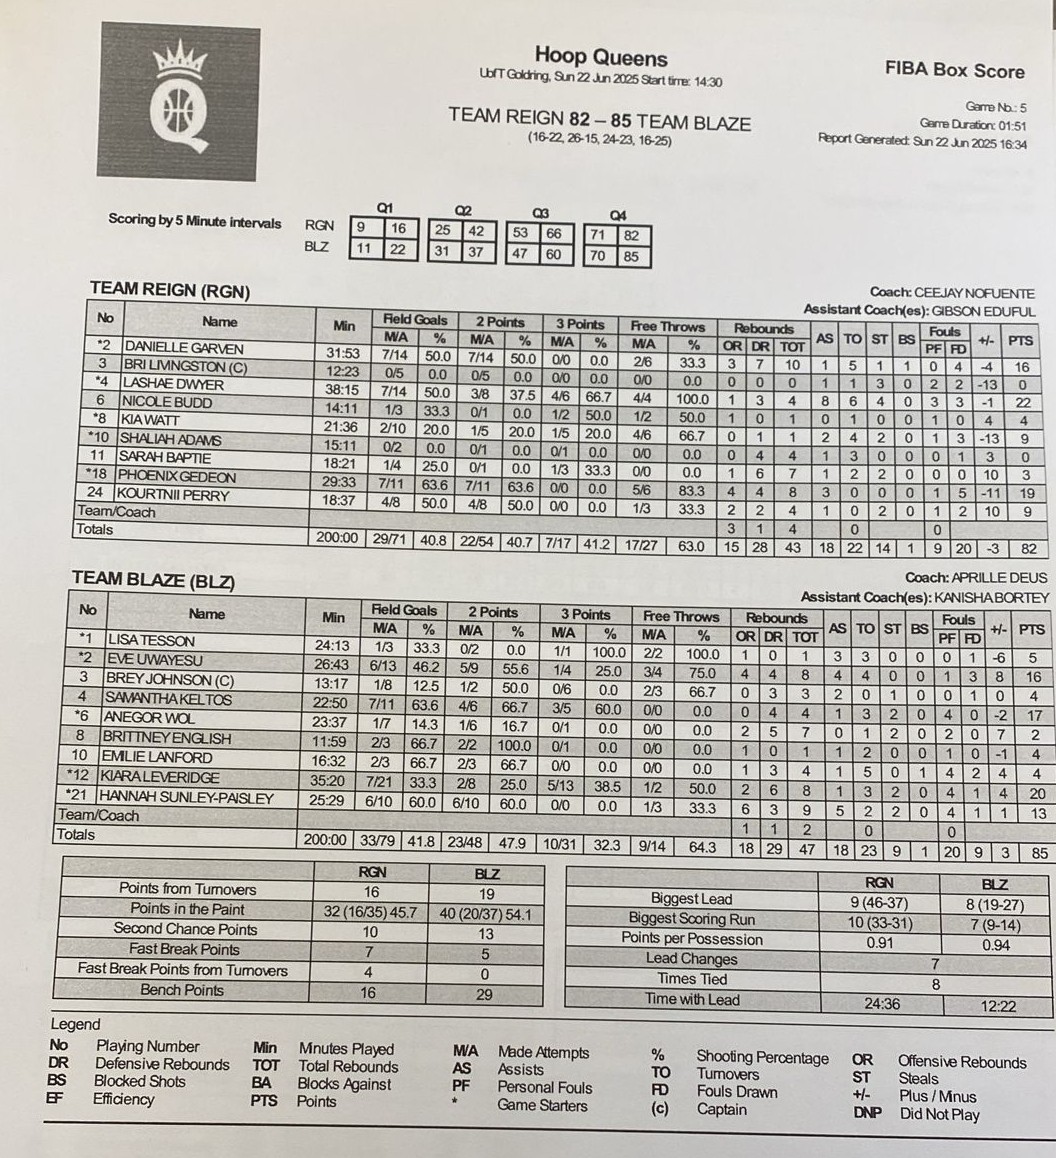 Q
Hoop Queens
UofT Goldring, Sun 22 Jun 2025 Start time: 14:30
FIBA Box Score
TEAM REIGN 82 – 85 TEAM BLAZE
(16-22, 26-15, 24-23, 16-25)
Game No.: 5
Game Duration: 01:51
Report Generated: Sun 22 Jun 2025 16:34
Q1 Q2 Q3 Q4
Scoring by 5 Minute intervals RGN 9 16 25 42 53 66 71 82
BLZ 11 22 31 37 47 60 70 85
TEAM REIGN (RGN) Coach: CEEJAY NOFUENTE
Assistant Coach(es): GIBSON EDUFUL
No Name Min Field Goals 2 Points 3 Points Free Throws Rebounds AS TO ST BS Fouls +/- PTS
M/A % M/A % M/A % M/A % OR DR TOT PF FD
*2 DANIELLE GARVEN 31:53 7/14 50.0 7/14 50.0 0/0 0.0 2/6 33.3 3 7 10 1 5 1 1 0 4 -4 16
3 BRI LIVINGSTON (C) 12:23 0/5 0.0 0/5 0.0 0/0 0.0 0/0 0.0 0 0 0 1 1 3 0 2 2 -13 0
*4 LASHAE DWYER 38:15 7/14 50.0 3/8 37.5 4/6 66.7 4/4 100.0 1 3 4 8 6 4 0 3 3 -1 22
6 NICOLE BUDD 14:11 1/3 33.3 0/1 0.0 1/2 50.0 1/2 50.0 1 0 1 0 1 0 0 1 0 4 4
*8 KIA WATT 21:36 2/10 20.0 1/5 20.0 1/5 20.0 4/6 66.7 0 1 1 2 4 2 0 1 3 -13 9
*10 SHALIAH ADAMS 15:11 0/2 0.0 0/1 0.0 0/1 0.0 0/0 0.0 0 4 4 1 3 0 0 0 1 3 0
11 SARAH BAPTIE 18:21 1/4 25.0 0/1 0.0 1/3 33.3 0/0 0.0 1 6 7 1 2 2 0 0 0 10 3
*18 PHOENIX GEDEON 29:33 7/11 63.6 7/11 63.6 0/0 0.0 5/6 83.3 4 4 8 3 0 0 0 1 5 -11 19
24 KOURTNII PERRY 18:37 4/8 50.0 4/8 50.0 0/0 0.0 1/3 33.3 2 2 4 1 0 2 0 1 2 10 9
Team/Coach 3 1 4 0 0
Totals 200:00 29/71 40.8 22/54 40.7 7/17 41.2 17/27 63.0 15 28 43 18 22 14 1 9 20 -3 82
TEAM BLAZE (BLZ) Coach: APRILLE DEUS
Assistant Coach(es): KANISHA BORTEY
No Name Min Field Goals 2 Points 3 Points Free Throws Rebounds AS TO ST BS Fouls +/- PTS
M/A % M/A % M/A % M/A % OR DR TOT PF FD
*1 LISA TESSON 24:13 1/3 33.3 0/2 0.0 1/1 100.0 2/2 100.0 1 0 1 3 3 0 0 0 1 -6 5
*2 EVE UWAYESU 26:43 6/13 46.2 5/9 55.6 1/4 25.0 3/4 75.0 4 4 8 4 4 0 0 1 3 8 16
3 BREY JOHNSON (C) 13:17 1/8 12.5 1/2 50.0 0/6 0.0 2/3 66.7 0 3 3 2 0 1 0 0 1 0 4
4 SAMANTHA KELTOS 22:50 7/11 63.6 4/6 66.7 3/5 60.0 0/0 0.0 0 4 4 1 3 2 0 4 0 -2 17
*6 ANEGOR WOL 23:37 1/7 14.3 1/6 16.7 0/1 0.0 0/0 0.0 2 5 7 0 1 2 0 2 0 7 2
8 BRITTNEY ENGLISH 11:59 2/3 66.7 2/2 100.0 0/1 0.0 0/0 0.0 1 0 1 1 2 0 0 1 0 -1 4
10 EMILIE LANFORD 16:32 2/3 66.7 2/3 66.7 0/0 0.0 0/0 0.0 1 3 4 1 5 0 1 4 2 4 4
*12 KIARA LEVERIDGE 35:20 7/21 33.3 2/8 25.0 5/13 38.5 1/2 50.0 2 6 8 1 3 2 0 4 1 4 20
*21 HANNAH SUNLEY-PAISLEY 25:29 6/10 60.0 6/10 60.0 0/0 0.0 1/3 33.3 6 3 9 5 2 2 0 4 1 1 13
Team/Coach 1 1 2 0 0
Totals 200:00 33/79 41.8 23/48 47.9 10/31 32.3 9/14 64.3 18 29 47 18 23 9 1 20 9 3 85
RGN BLZ
Points from Turnovers 16 19
Points in the Paint 32 (16/35) 45.7 40 (20/37) 54.1
Second Chance Points 10 13
Fast Break Points 7 5
Fast Break Points from Turnovers 4 0
Bench Points 16 29
RGN BLZ
Biggest Lead 9 (46-37) 8 (19-27)
Biggest Scoring Run 10 (33-31) 7 (9-14)
Points per Possession 0.91 0.94
Lead Changes 7
Times Tied 8
Time with Lead 24:36 12:22
Legend
No Playing Number Min Minutes Played M/A Made Attempts % Shooting Percentage OR Offensive Rebounds
DR Defensive Rebounds TOT Total Rebounds AS Assists TO Turnovers ST Steals
BS Blocked Shots BA Blocks Against PF Personal Fouls FD Fouls Drawn +/- Plus / Minus
EF Efficiency PTS Points * Game Starters (c) Captain DNP Did Not Play